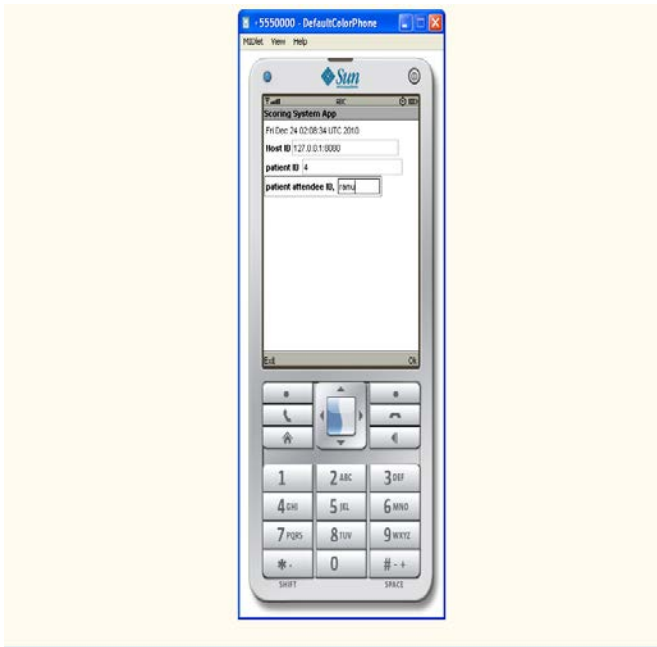 +5550000 - DefaultColorPhone
MIDlet View Help
Sun
ABC
Scoring System App
Fri Dec 24 02:08:34 UTC 2010
Host ID 127.0.0.1:8080
patient ID 4
patient attendee ID, ramu
Exit Ok
1 2 ABC 3 DEF
4 GHI 5 JKL 6 MNO
7 PQRS 8 TUV 9 WXYZ
* . 0 # - +
SHIFT SPACE